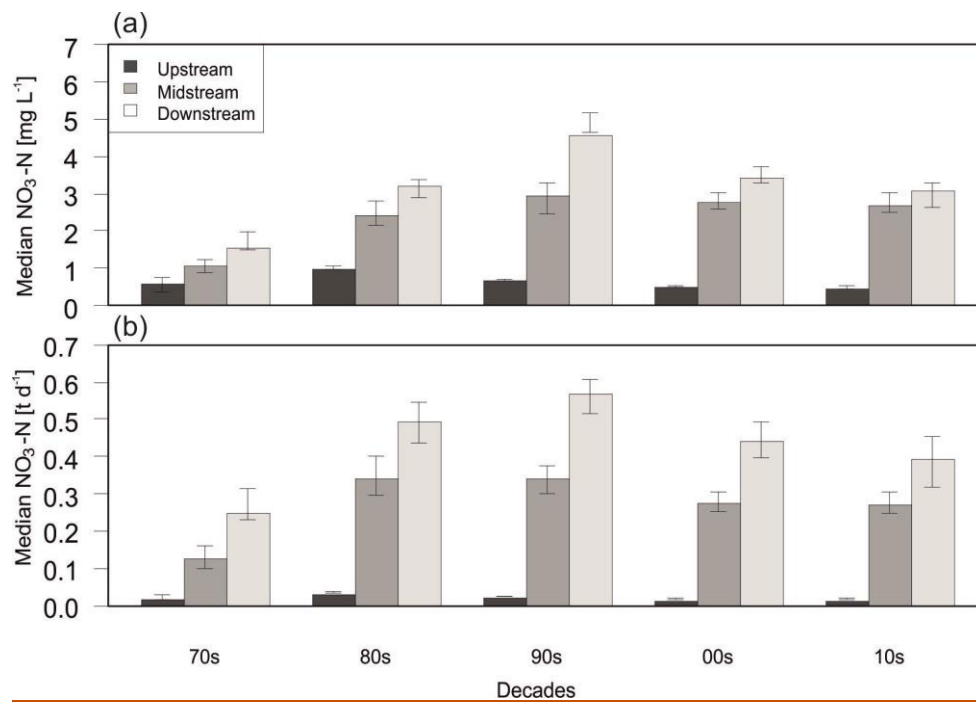 (a)
Median NO₃-N [mg L⁻¹]
7
6
5
4
3
2
1
0
Upstream
Midstream
Downstream
(b)
Median NO₃-N [t d⁻¹]
0.7
0.6
0.5
0.4
0.3
0.2
0.1
0.0
70s 80s 90s 00s 10s
Decades